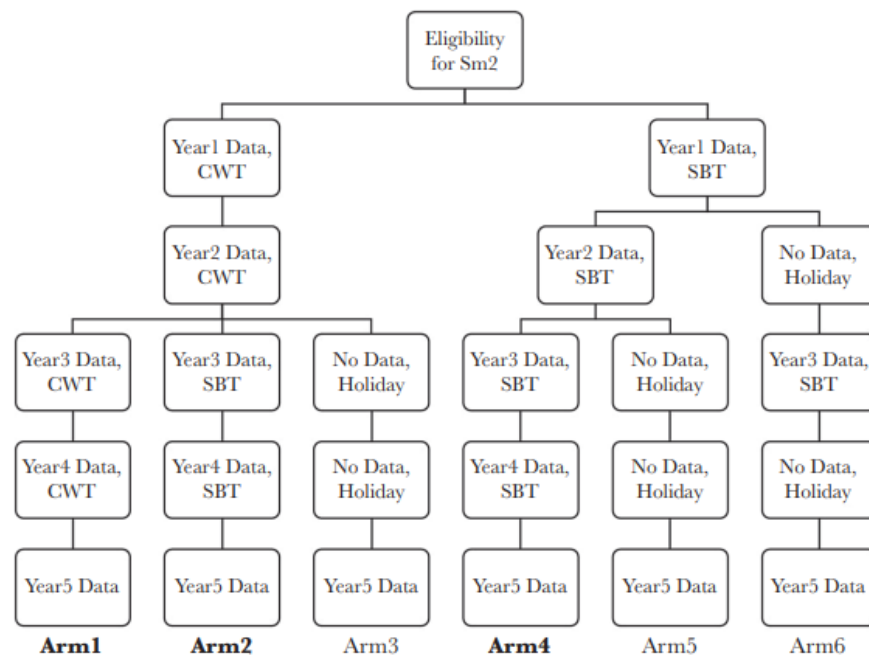 Eligibility
for Sm2
Year1 Data,
CWT
Year1 Data,
SBT
Year2 Data,
CWT
Year2 Data,
SBT
No Data,
Holiday
Year3 Data,
CWT
Year3 Data,
SBT
No Data,
Holiday
Year3 Data,
SBT
No Data,
Holiday
Year3 Data,
SBT
Year4 Data,
CWT
Year4 Data,
SBT
No Data,
Holiday
Year4 Data,
SBT
No Data,
Holiday
No Data,
Holiday
Year5 Data
Year5 Data
Year5 Data
Year5 Data
Year5 Data
Year5 Data
Arm1
Arm2
Arm3
Arm4
Arm5
Arm6